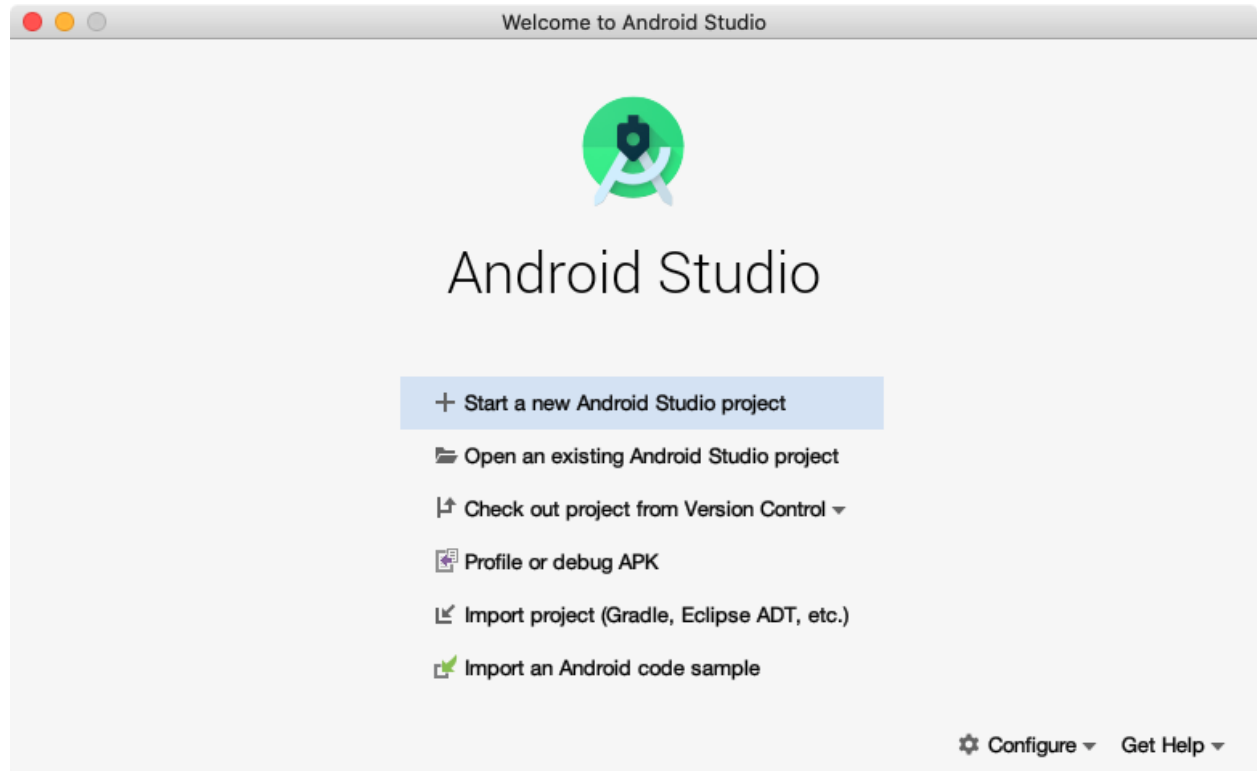 Welcome to Android Studio
Android Studio
Start a new Android Studio project
Open an existing Android Studio project
Check out project from Version Control
Profile or debug APK
Import project (Gradle, Eclipse ADT, etc.)
Import an Android code sample
Configure Get Help